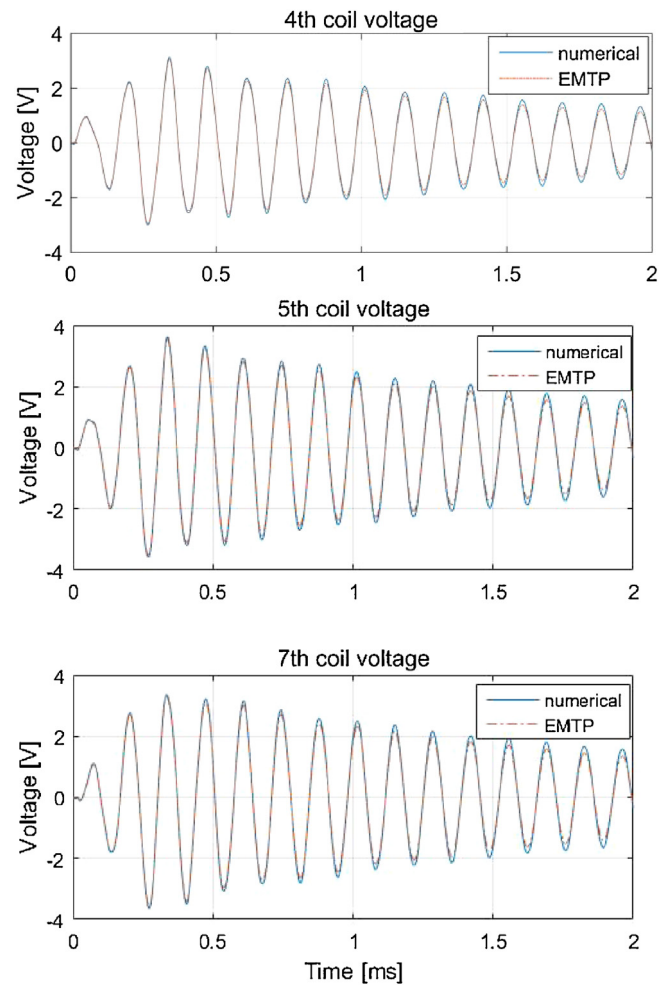 4th coil voltage
4
2
0
-2
-4
Voltage [V]
numerical
EMTP
0
0.5
1
1.5
2
5th coil voltage
4
2
0
-2
-4
Voltage [V]
numerical
EMTP
0
0.5
1
1.5
2
7th coil voltage
4
2
0
-2
-4
Voltage [V]
numerical
EMTP
0
0.5
1
1.5
2
Time [ms]